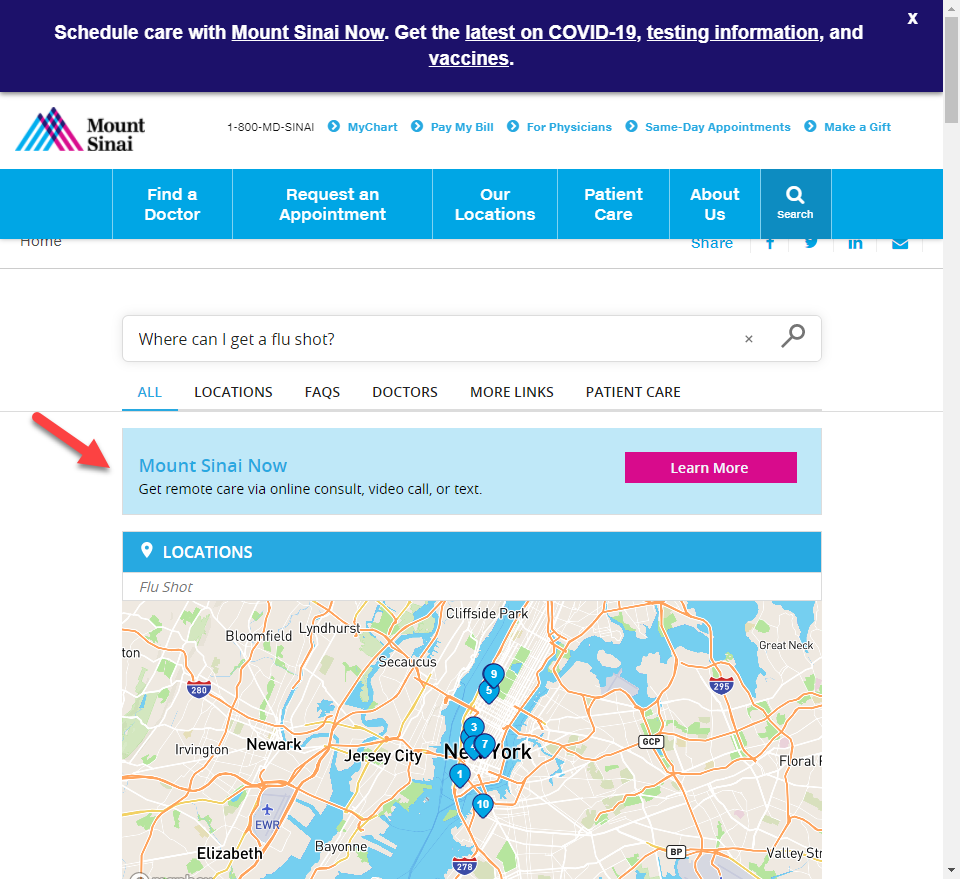 Schedule care with Mount Sinai Now. Get the latest on COVID-19, testing information, and
vaccines.
X
Mount
Sinai
1-800-MD-SINAI MyChart Pay My Bill For Physicians Same-Day Appointments Make a Gift
Find a
Doctor
Request an
Appointment
Our
Locations
Patient
Care
About
Us
Search
Home
Share
Where can I get a flu shot? ×
ALL LOCATIONS FAQS DOCTORS MORE LINKS PATIENT CARE
Mount Sinai Now
Get remote care via online consult, video call, or text.
Learn More
LOCATIONS
Flu Shot
Cliffside Park
Lyndhurst
Bloomfield
ton
Great Neck
Secaucus
9
5
280
295
3
7
GCP
Irvington
Newark
Jersey City
New York
Floral
1
10
EWR
Bayonne
Elizabeth
BP
Valley Str
278
mapbox